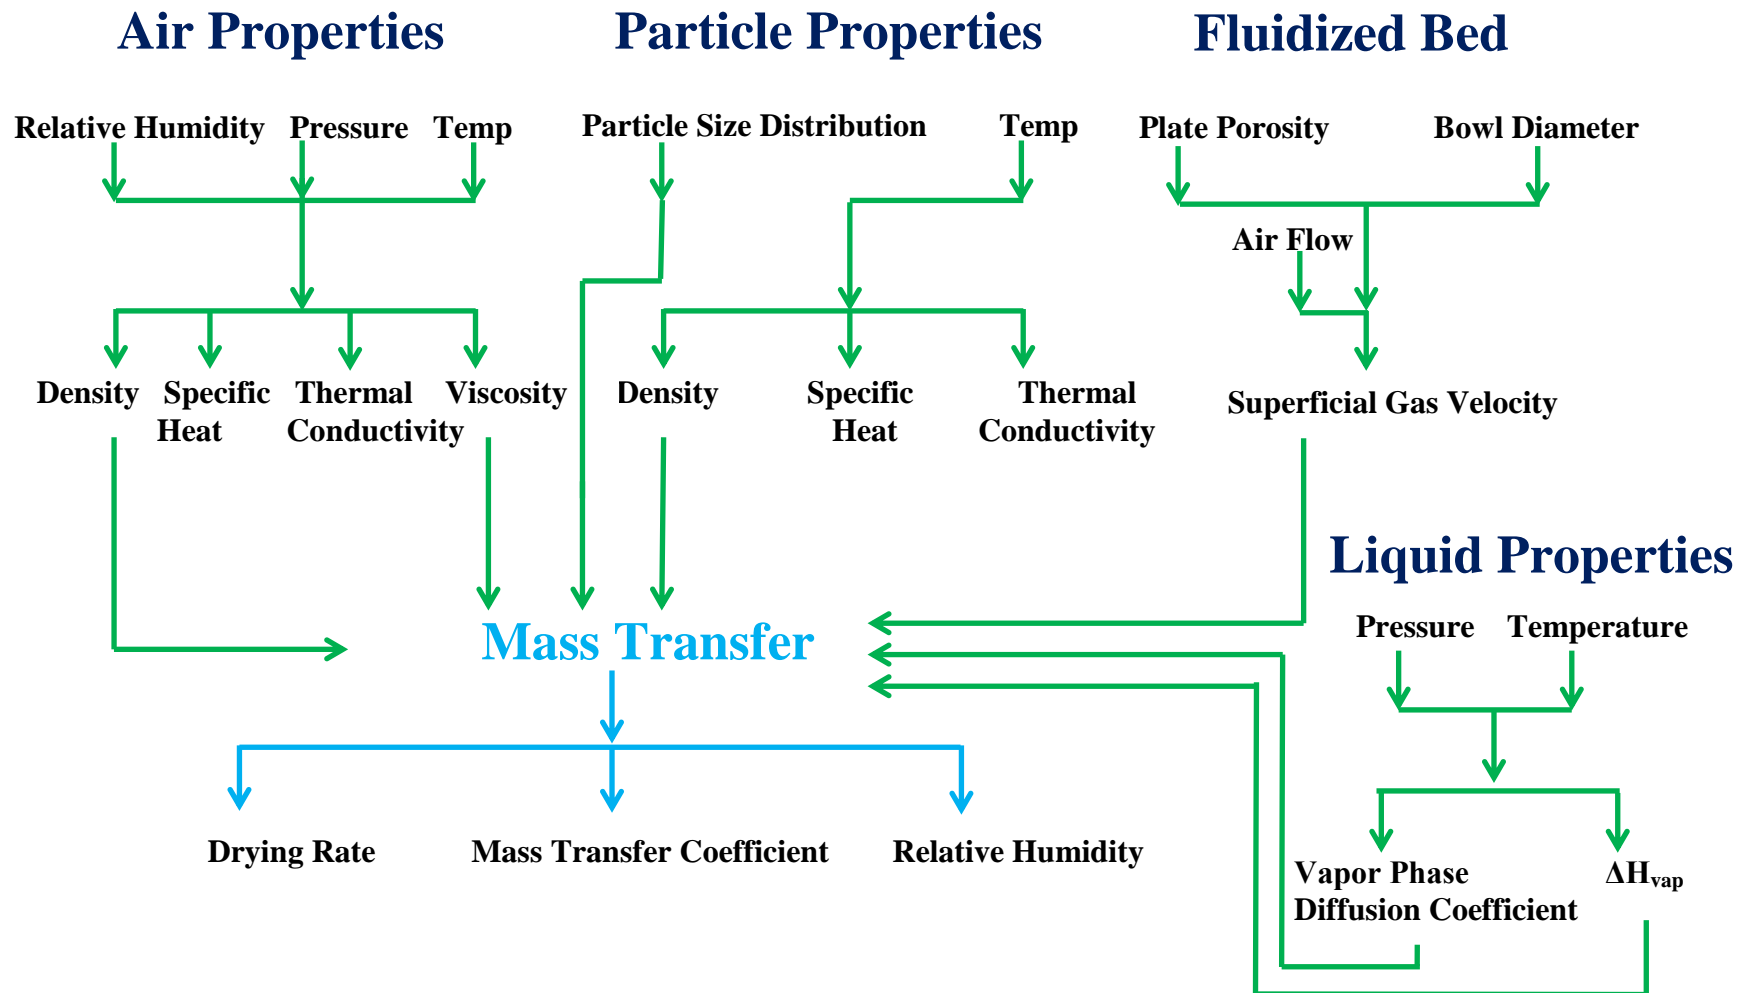 Air Properties
Particle Properties
Fluidized Bed
Relative Humidity
Pressure
Temp
Particle Size Distribution
Temp
Plate Porosity
Bowl Diameter
Air Flow
Density
Specific
Heat
Thermal
Conductivity
Viscosity
Density
Specific
Heat
Thermal
Conductivity
Superficial Gas Velocity
Liquid Properties
Pressure
Temperature
Mass Transfer
Drying Rate
Mass Transfer Coefficient
Relative Humidity
Vapor Phase
Diffusion Coefficient
ΔHvap